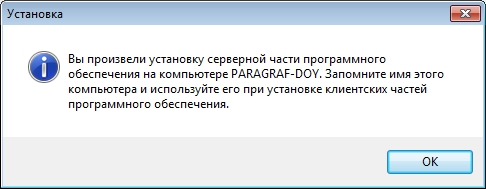 Установка
Вы произвели установку серверной части программного
обеспечения на компьютере PARAGRAF-DOY. Запомните имя этого
компьютера и используйте его при установке клиентских частей
программного обеспечения.
OK